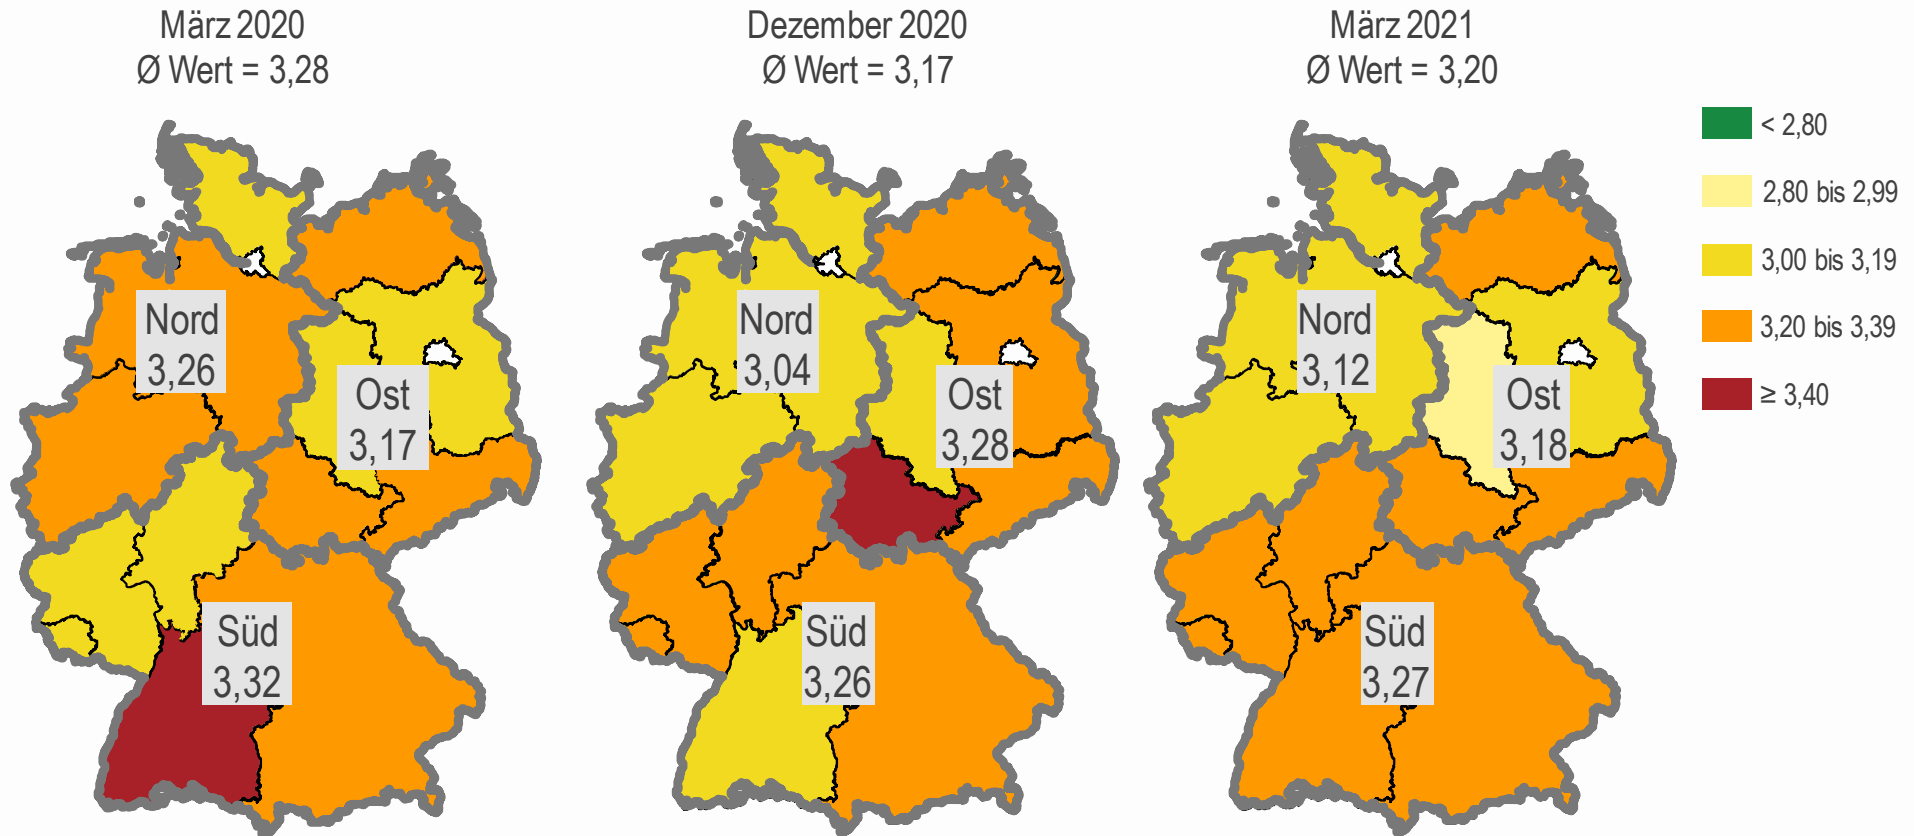 März 2020
Ø Wert = 3,28
Nord
3,26
Ost
3,17
Süd
3,32
Dezember 2020
Ø Wert = 3,17
Nord
3,04
Ost
3,28
Süd
3,26
März 2021
Ø Wert = 3,20
Nord
3,12
Ost
3,18
Süd
3,27
< 2,80
2,80 bis 2,99
3,00 bis 3,19
3,20 bis 3,39
≥ 3,40